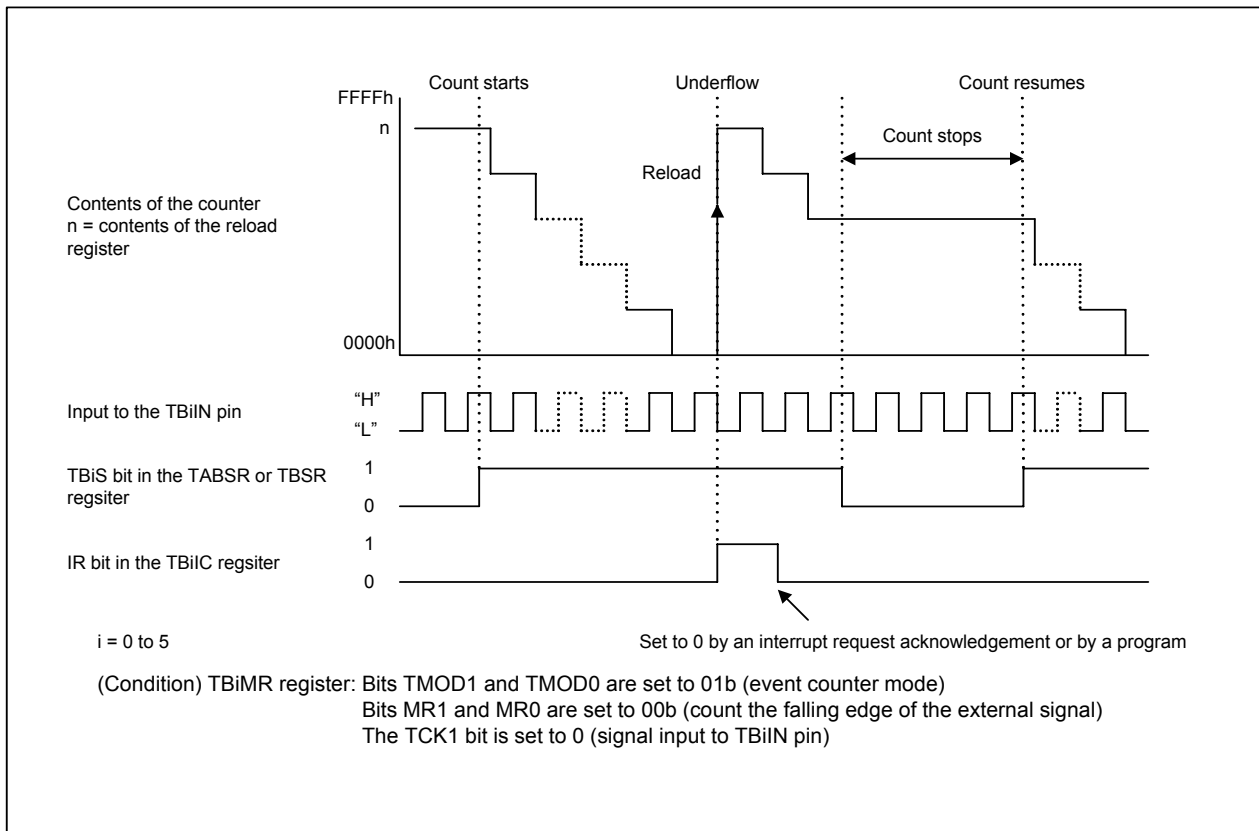 Count starts
Underflow
Count resumes
FFFFh
n
Count stops
Reload
Contents of the counter
n = contents of the reload
register
0000h
Input to the TBiIN pin
“H”
“L”
TBiS bit in the TABSR or TBSR
regsiter
1
0
IR bit in the TBiIC regsiter
1
0
i = 0 to 5
Set to 0 by an interrupt request acknowledgement or by a program
(Condition) TBiMR register: Bits TMOD1 and TMOD0 are set to 01b (event counter mode)
Bits MR1 and MR0 are set to 00b (count the falling edge of the external signal)
The TCK1 bit is set to 0 (signal input to TBiIN pin)